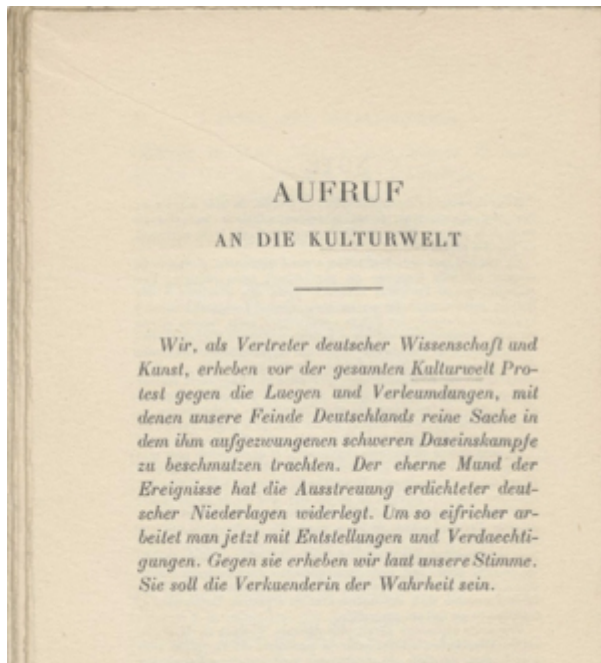 AUFRUF
AN DIE KULTURWELT
Wir, als Vertreter deutscher Wissenschaft und
Kunst, erheben vor der gesamten Kulturwelt Pro-
test gegen die Luegen und Verleumdungen, mit
denen unsere Feinde Deutschlands reine Sache in
dem ihm aufgezwungenen schweren Daseinskampfe
zu beschmutzen trachten. Der eherne Mund der
Ereignisse hat die Ausstreuung erdichteter deut-
scher Niederlagen widerlegt. Um so eifricher ar-
beitet man jetzt mit Entstellungen und Verdaechti-
gungen. Gegen sie erheben wir laut unsere Stimme.
Sie soll die Verkuenderin der Wahrheit sein.